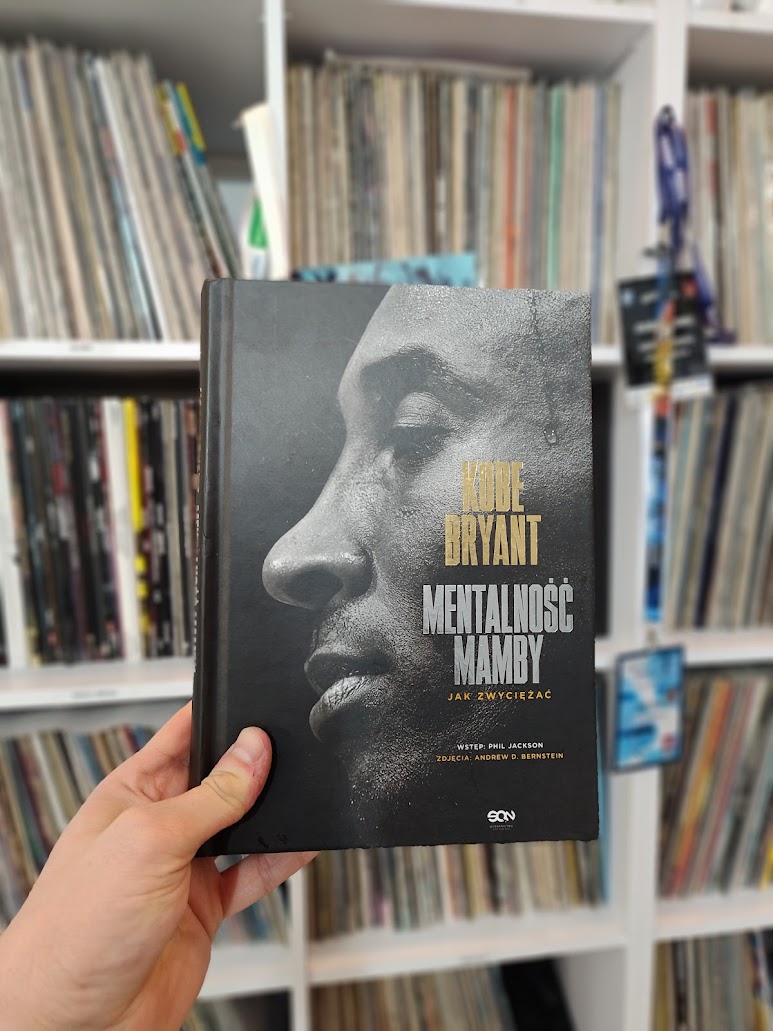 KOBE
BRYANT
MENTALNOŚĆ
MAMBY
JAK ZWYCIĘŻAĆ
WSTĘP: PHIL JACKSON
ZDJĘCIA: ANDREW D. BERNSTEIN
SQN